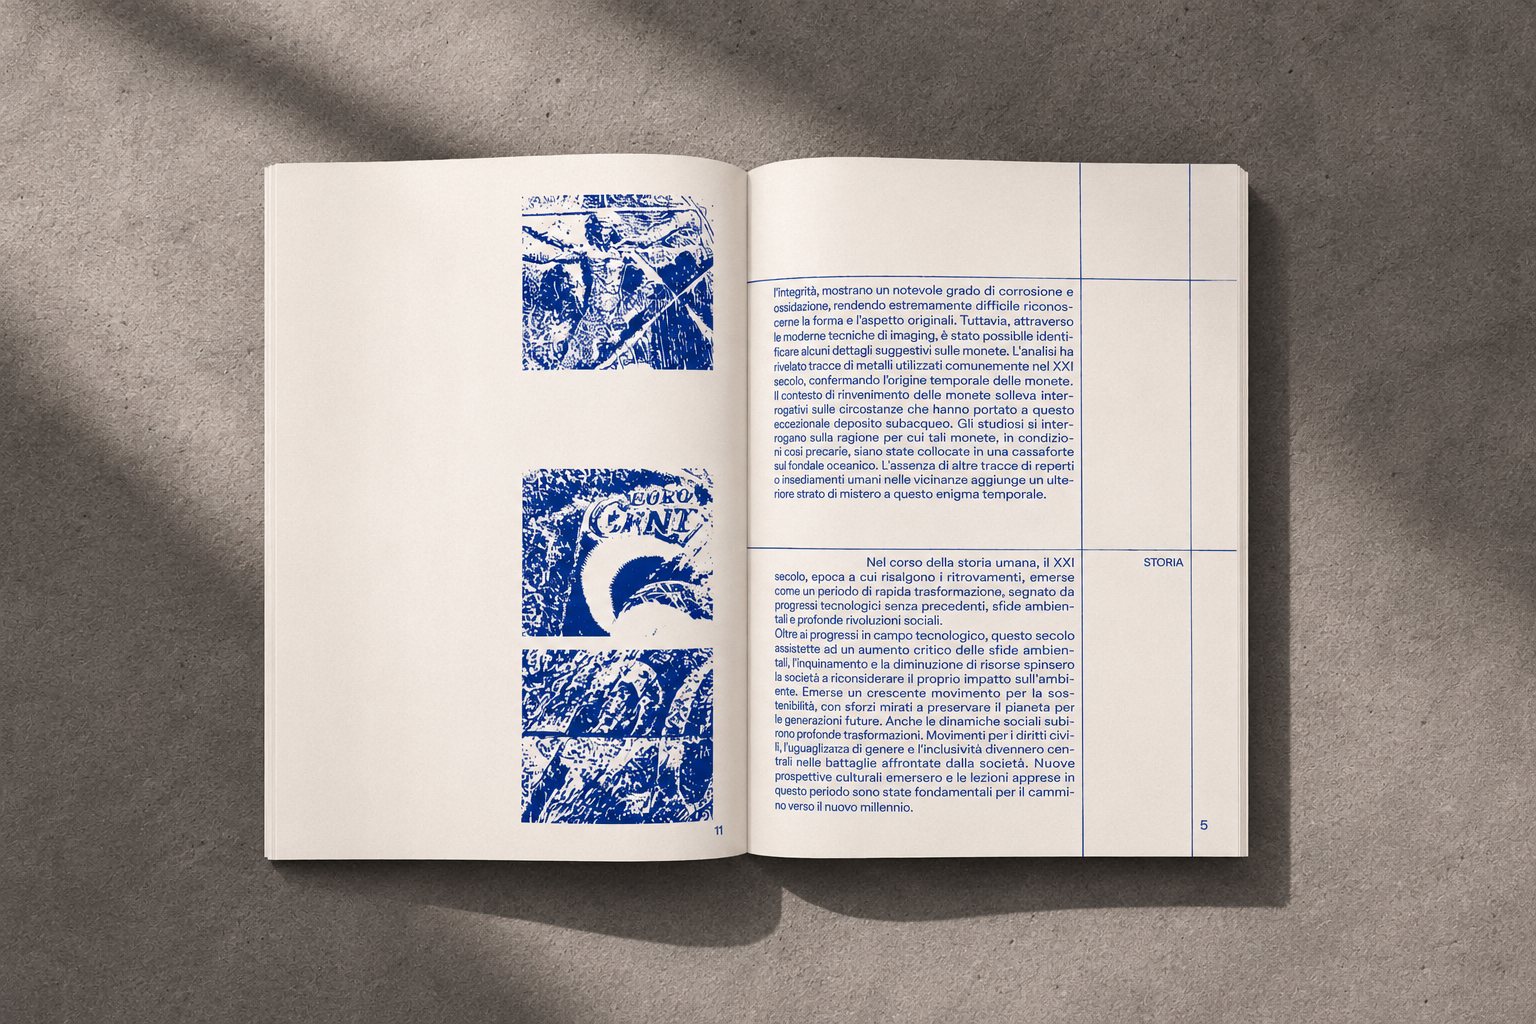 EURO
CENT
11
l'integrità, mostrano un notevole grado di corrosione e
ossidazione, rendendo estremamente difficile riconos-
cerne la forma e l'aspetto originali. Tuttavia, attraverso
le moderne tecniche di imaging, è stato possiblle identi-
ficare alcuni dettagli suggestivi sulle monete. L'analisi ha
rivelato tracce di metalli utilizzati comunemente nel XXI
secolo, confermando l'origine temporale delle monete.
Il contesto di rinvenimento delle monete solleva inter-
rogativi sulle circostanze che hanno portato a questo
eccezionale deposito subacqueo. Gli studiosi si inter-
rogano sulla ragione per cui tali monete, in condizio-
ni così precarie, siano state collocate in una cassaforte
sul fondale oceanico. L'assenza di altre tracce di reperti
o insediamenti umani nelle vicinanze aggiunge un ulte-
riore strato di mistero a questo enigma temporale.
Nel corso della storia umana, il XXI
secolo, epoca a cui risalgono i ritrovamenti, emerse
come un periodo di rapida trasformazione, segnato da
progressi tecnologici senza precedenti, sfide ambien-
tali e profonde rivoluzioni sociali.
Oltre ai progressi in campo tecnologico, questo secolo
assistette ad un aumento critico delle sfide ambien-
tali, l'inquinamento e la diminuzione di risorse spinsero
la società a riconsiderare il proprio impatto sull'ambi-
ente. Emerse un crescente movimento per la sos-
tenibilità, con sforzi mirati a preservare il pianeta per
le generazioni future. Anche le dinamiche sociali subi-
rono profonde trasformazioni. Movimenti per i diritti civi-
li, l'uguaglianza di genere e l'inclusività divennero cen-
trali nelle battaglie affrontate dalla società. Nuove
prospettive culturali emersero e le lezioni apprese in
questo periodo sono state fondamentali per il cammi-
no verso il nuovo millennio.
STORIA
5